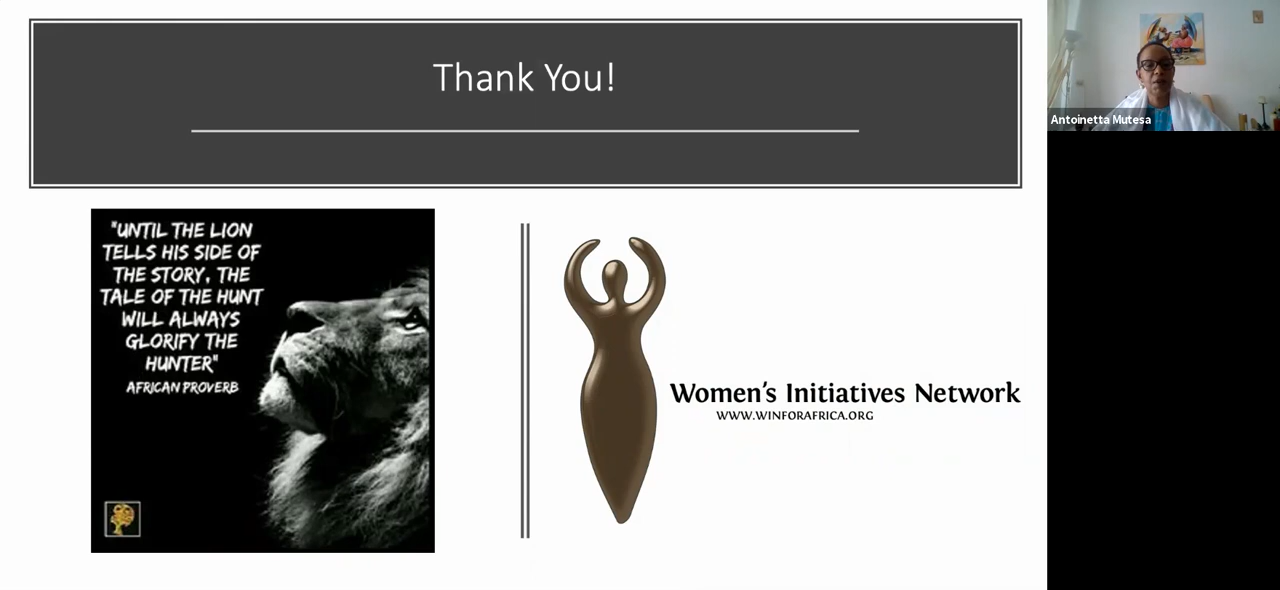 Thank You!
"UNTIL THE LION
TELLS HIS SIDE OF
THE STORY, THE
TALE OF THE HUNT
WILL ALWAYS
GLORIFY THE
HUNTER"
AFRICAN PROVERB
Women's Initiatives Network
WWW.WINFORAFRICA.ORG
Antoinetta Mutesa